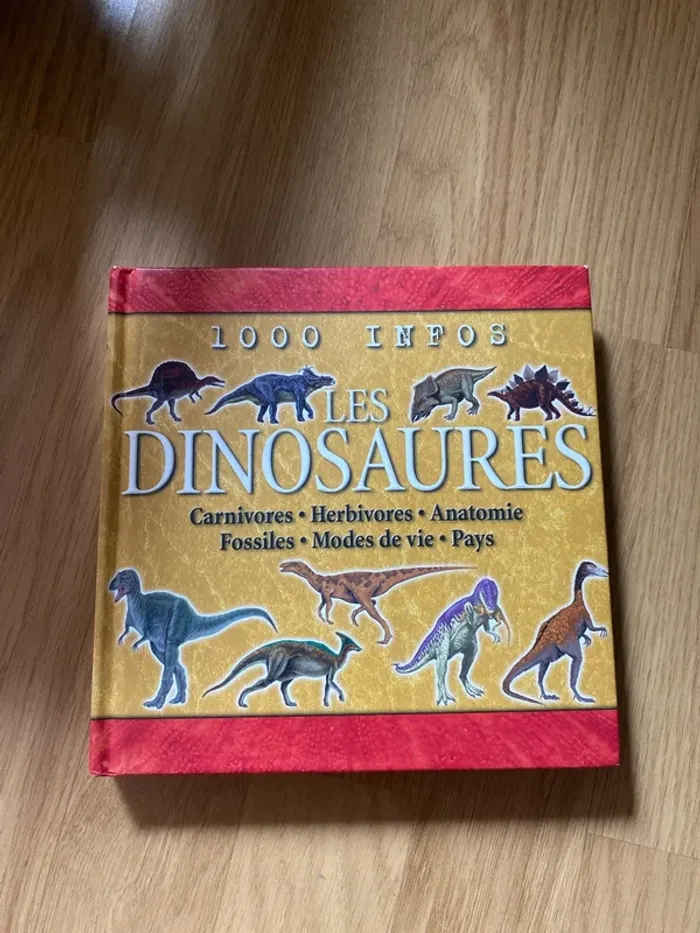 1000 INFOS
LES
DINOSAURES
Carnivores • Herbivores • Anatomie
Fossiles • Modes de vie • Pays